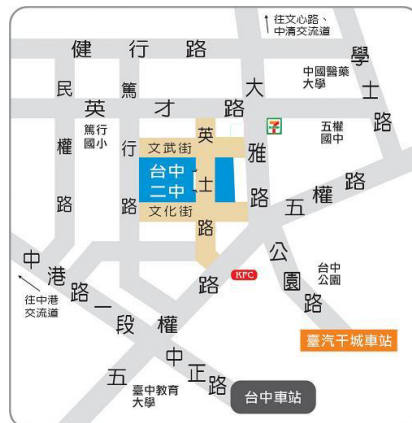 往文心路、
中清交流道
健行路
大雅路
學士路
中國醫藥
大學
民權路
篤行路
英才路
英士路
7
篤行
國小
五權
國中
文武街
台中
二中
文化街
五權路
公園路
台中
公園
KFC
中港路一段
往中港
交流道
臺汽干城車站
中正路
臺中教育
大學
台中車站